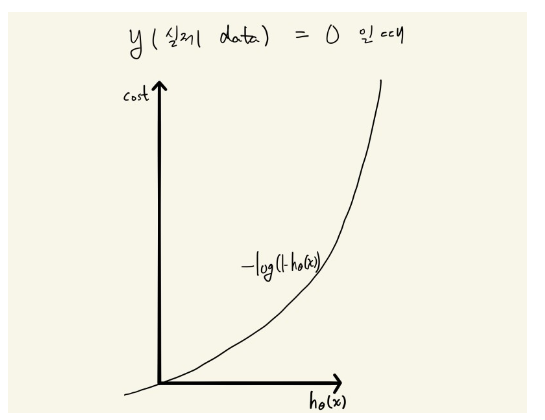 y (실제 data) = 0 일 때
cost
-log(1-hθ(x))
hθ(x)